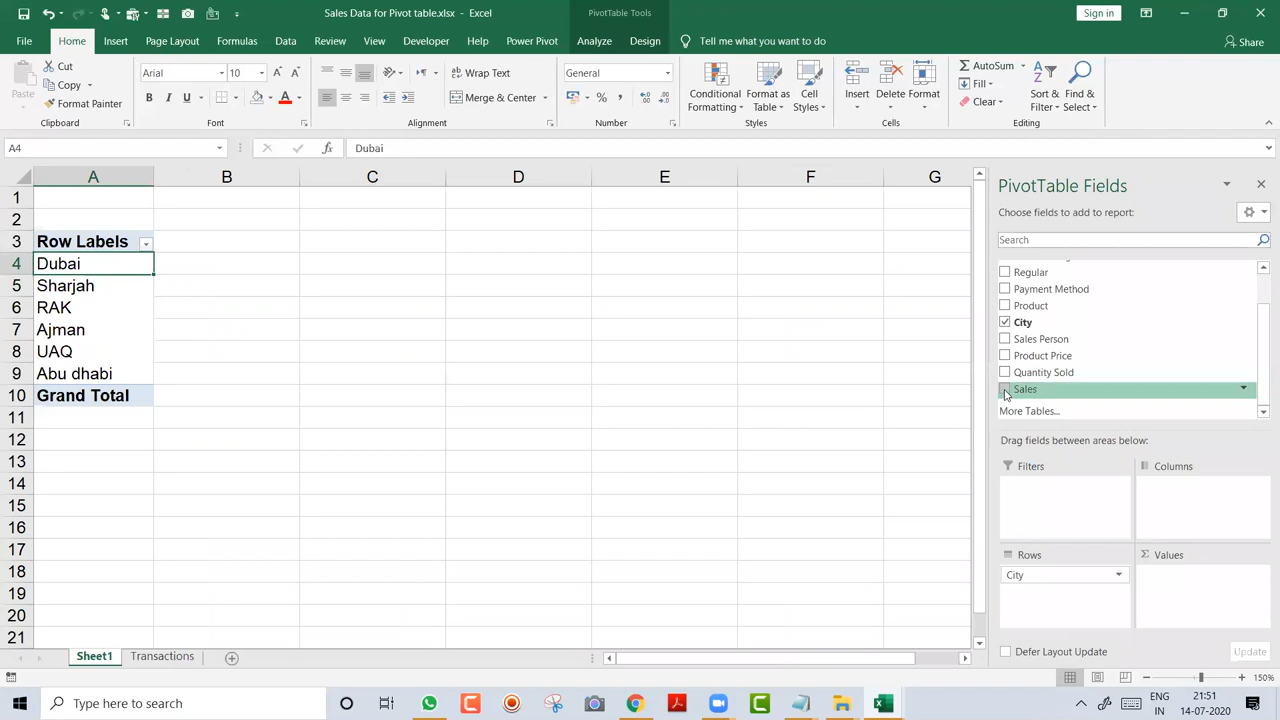 Sales Data for Pivot table.xlsx - Excel
PivotTable Tools
Sign in
File Home Insert Page Layout Formulas Data Review View Developer Help Power Pivot Analyze Design Tell me what you want to do Share
Paste
Cut
Copy
Format Painter
Clipboard
Arial 10
B I U
Font
Wrap Text
Merge & Center
Alignment
General
Number
Conditional Formatting
Format as Table
Cell Styles
Styles
Insert
Delete
Format
Cells
AutoSum
Fill
Clear
Sort & Filter
Find & Select
Editing
A4 fx Dubai
A B C D E F G
1
2
3 Row Labels
4 Dubai
5 Sharjah
6 RAK
7 Ajman
8 UAQ
9 Abu dhabi
10 Grand Total
11
12
13
14
15
16
17
18
19
20
21
PivotTable Fields
Choose fields to add to report:
Search
Regular
Payment Method
Product
City
Sales Person
Product Price
Quantity Sold
Sales
More Tables...
Drag fields between areas below:
Filters
Columns
Rows
Σ Values
City
Defer Layout Update
Update
Sheet1 Transactions
150%
Type here to search
ENG
IN
21:51
14-07-2020